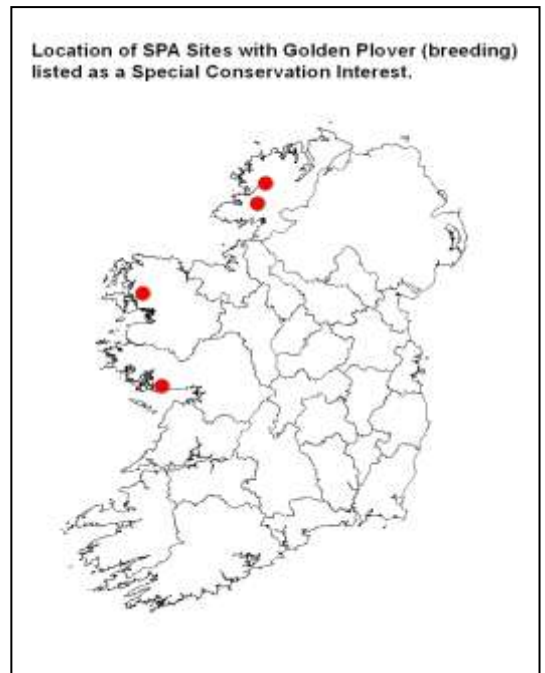 Location of SPA Sites with Golden Plover (breeding)
listed as a Special Conservation Interest.